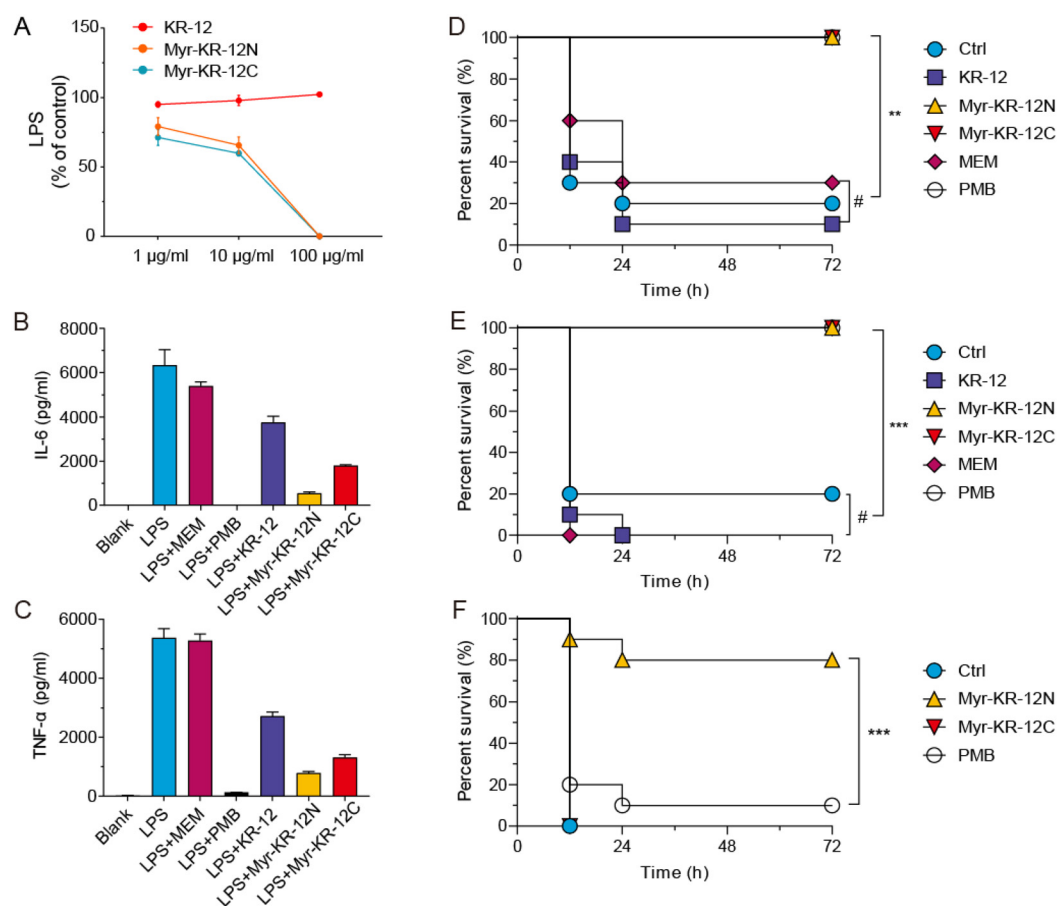 A
150
100
50
0
LPS
(% of control)
KR-12
Myr-KR-12N
Myr-KR-12C
1 µg/ml 10 µg/ml 100 µg/ml
B
8000
6000
4000
2000
0
IL-6 (pg/ml)
Blank
LPS
LPS+MEM
LPS+PMB
LPS+KR-12
LPS+Myr-KR-12N
LPS+Myr-KR-12C
C
6000
4000
2000
0
TNF-α (pg/ml)
Blank
LPS
LPS+MEM
LPS+PMB
LPS+KR-12
LPS+Myr-KR-12N
LPS+Myr-KR-12C
D
100
80
60
40
20
0
Percent survival (%)
0 24 48 72
Time (h)
**
#
Ctrl
KR-12
Myr-KR-12N
Myr-KR-12C
MEM
PMB
E
100
80
60
40
20
0
Percent survival (%)
0 24 48 72
Time (h)
***
#
Ctrl
KR-12
Myr-KR-12N
Myr-KR-12C
MEM
PMB
F
100
80
60
40
20
0
Percent survival (%)
0 24 48 72
Time (h)
***
Ctrl
Myr-KR-12N
Myr-KR-12C
PMB